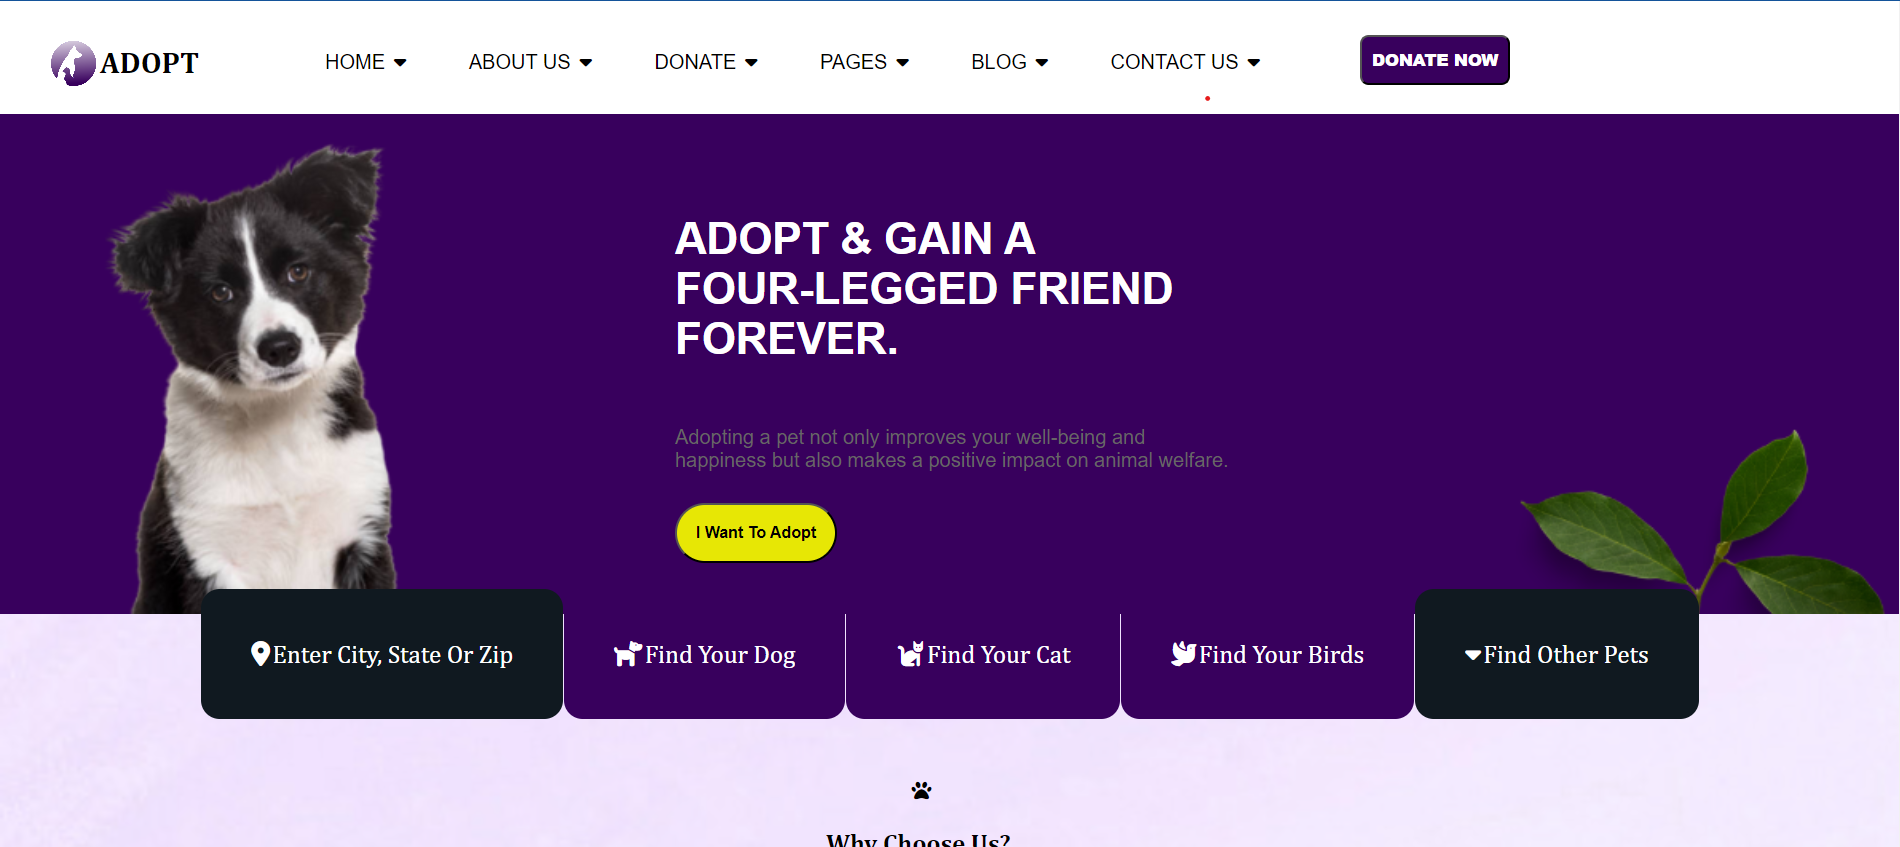 ADOPT
HOME
ABOUT US
DONATE
PAGES
BLOG
CONTACT US
DONATE NOW
ADOPT & GAIN A
FOUR-LEGGED FRIEND
FOREVER.
Adopting a pet not only improves your well-being and
happiness but also makes a positive impact on animal welfare.
I Want To Adopt
Enter City, State Or Zip
Find Your Dog
Find Your Cat
Find Your Birds
Find Other Pets
Why Choose Us?